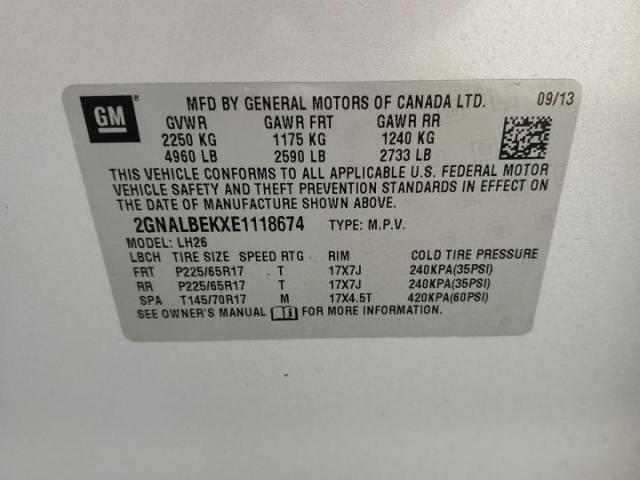 GM ® MFD BY GENERAL MOTORS OF CANADA LTD. 09/13
GVWR GAWR FRT GAWR RR
2250 KG 1175 KG 1240 KG
4960 LB 2590 LB 2733 LB
THIS VEHICLE CONFORMS TO ALL APPLICABLE U.S. FEDERAL MOTOR
VEHICLE SAFETY AND THEFT PREVENTION STANDARDS IN EFFECT ON
THE DATE OF MANUFACTURE SHOWN ABOVE.
2GNALBEKXE1118674 TYPE: M.P.V.
MODEL: LH26
LBCH TIRE SIZE SPEED RTG RIM COLD TIRE PRESSURE
FRT P225/65R17 T 17X7J 240KPA(35PSI)
RR P225/65R17 T 17X7J 240KPA(35PSI)
SPA T145/70R17 M 17X4.5T 420KPA(60PSI)
SEE OWNER'S MANUAL i FOR MORE INFORMATION.